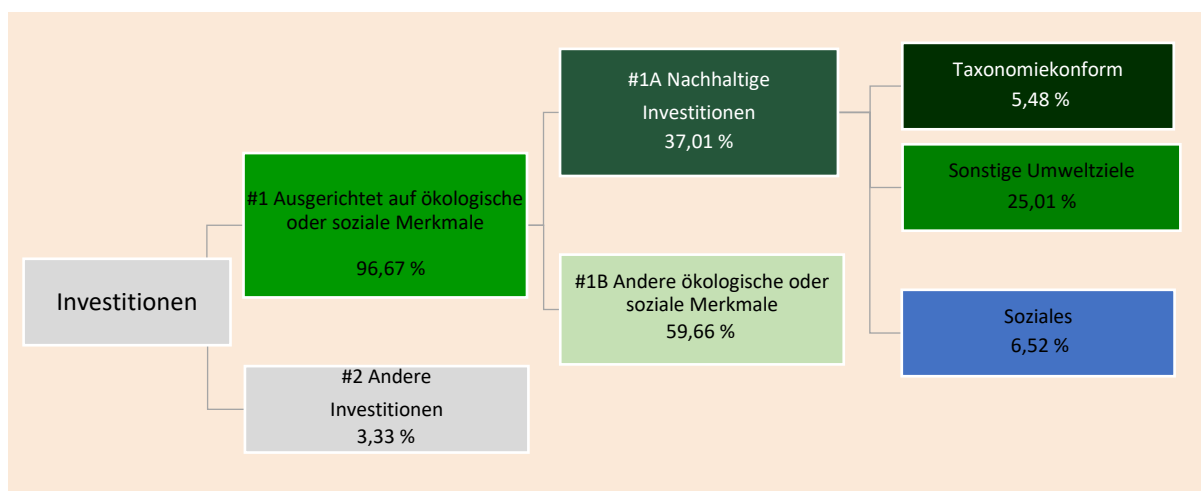 Investitionen
#1 Ausgerichtet auf ökologische
oder soziale Merkmale
96,67 %
#2 Andere
Investitionen
3,33 %
#1A Nachhaltige
Investitionen
37,01 %
#1B Andere ökologische oder
soziale Merkmale
59,66 %
Taxonomiekonform
5,48 %
Sonstige Umweltziele
25,01 %
Soziales
6,52 %